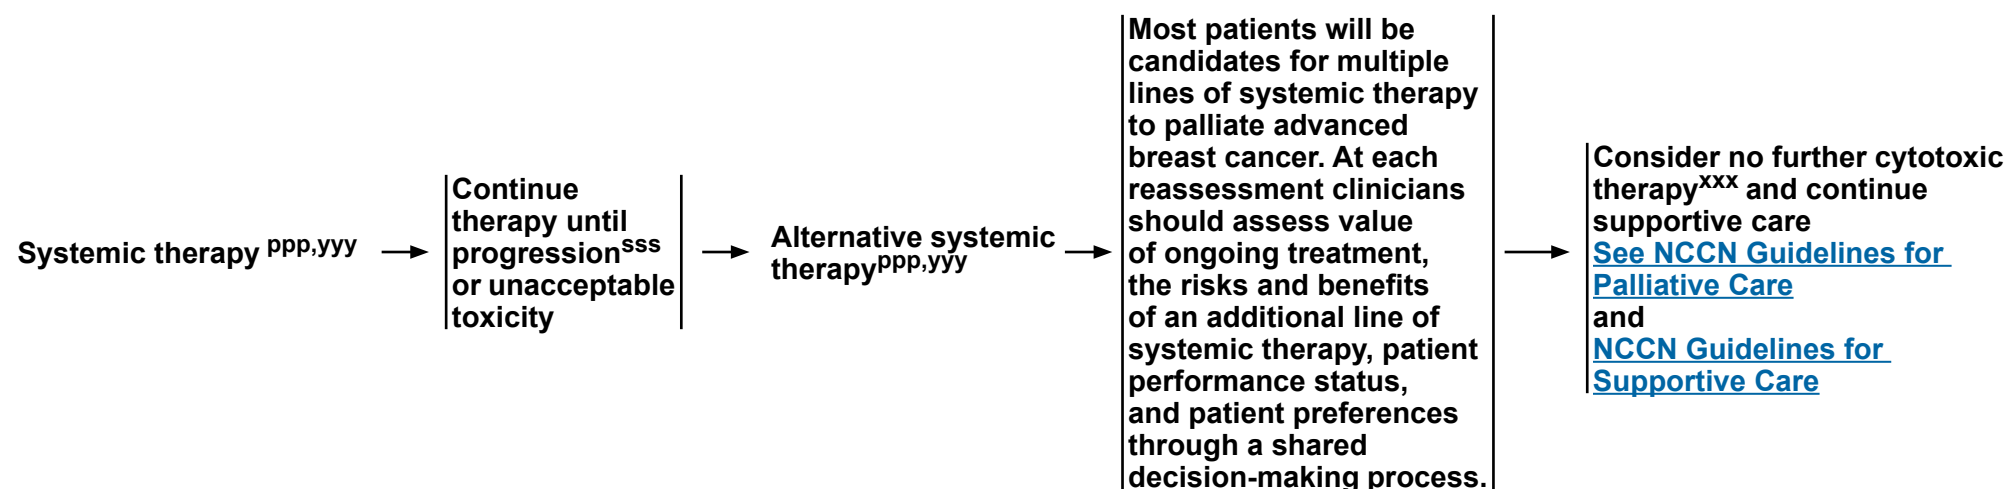 Systemic therapy ppp,yyy
Continue
therapy until
progressionsss
or unacceptable
toxicity
Alternative systemic
therapyppp,yyy
Most patients will be
candidates for multiple
lines of systemic therapy
to palliate advanced
breast cancer. At each
reassessment clinicians
should assess value
of ongoing treatment,
the risks and benefits
of an additional line of
systemic therapy, patient
performance status,
and patient preferences
through a shared
decision-making process.
Consider no further cytotoxic
therapyxxx and continue
supportive care
See NCCN Guidelines for
Palliative Care
and
NCCN Guidelines for
Supportive Care